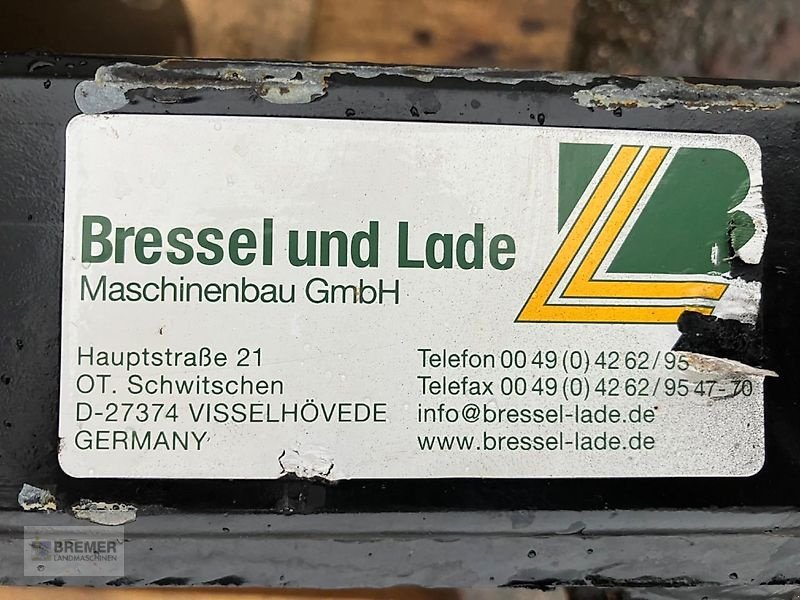 Bressel und Lade
Maschinenbau GmbH
Hauptstraße 21
OT. Schwitschen
D-27374 VISSELHÖVEDE
GERMANY
Telefon 00 49 (0) 42 62 / 95
Telefax 00 49 (0) 42 62 / 95 47-70
info@bressel-lade.de
www.bressel-lade.de
BREMER
LANDMASCHINEN